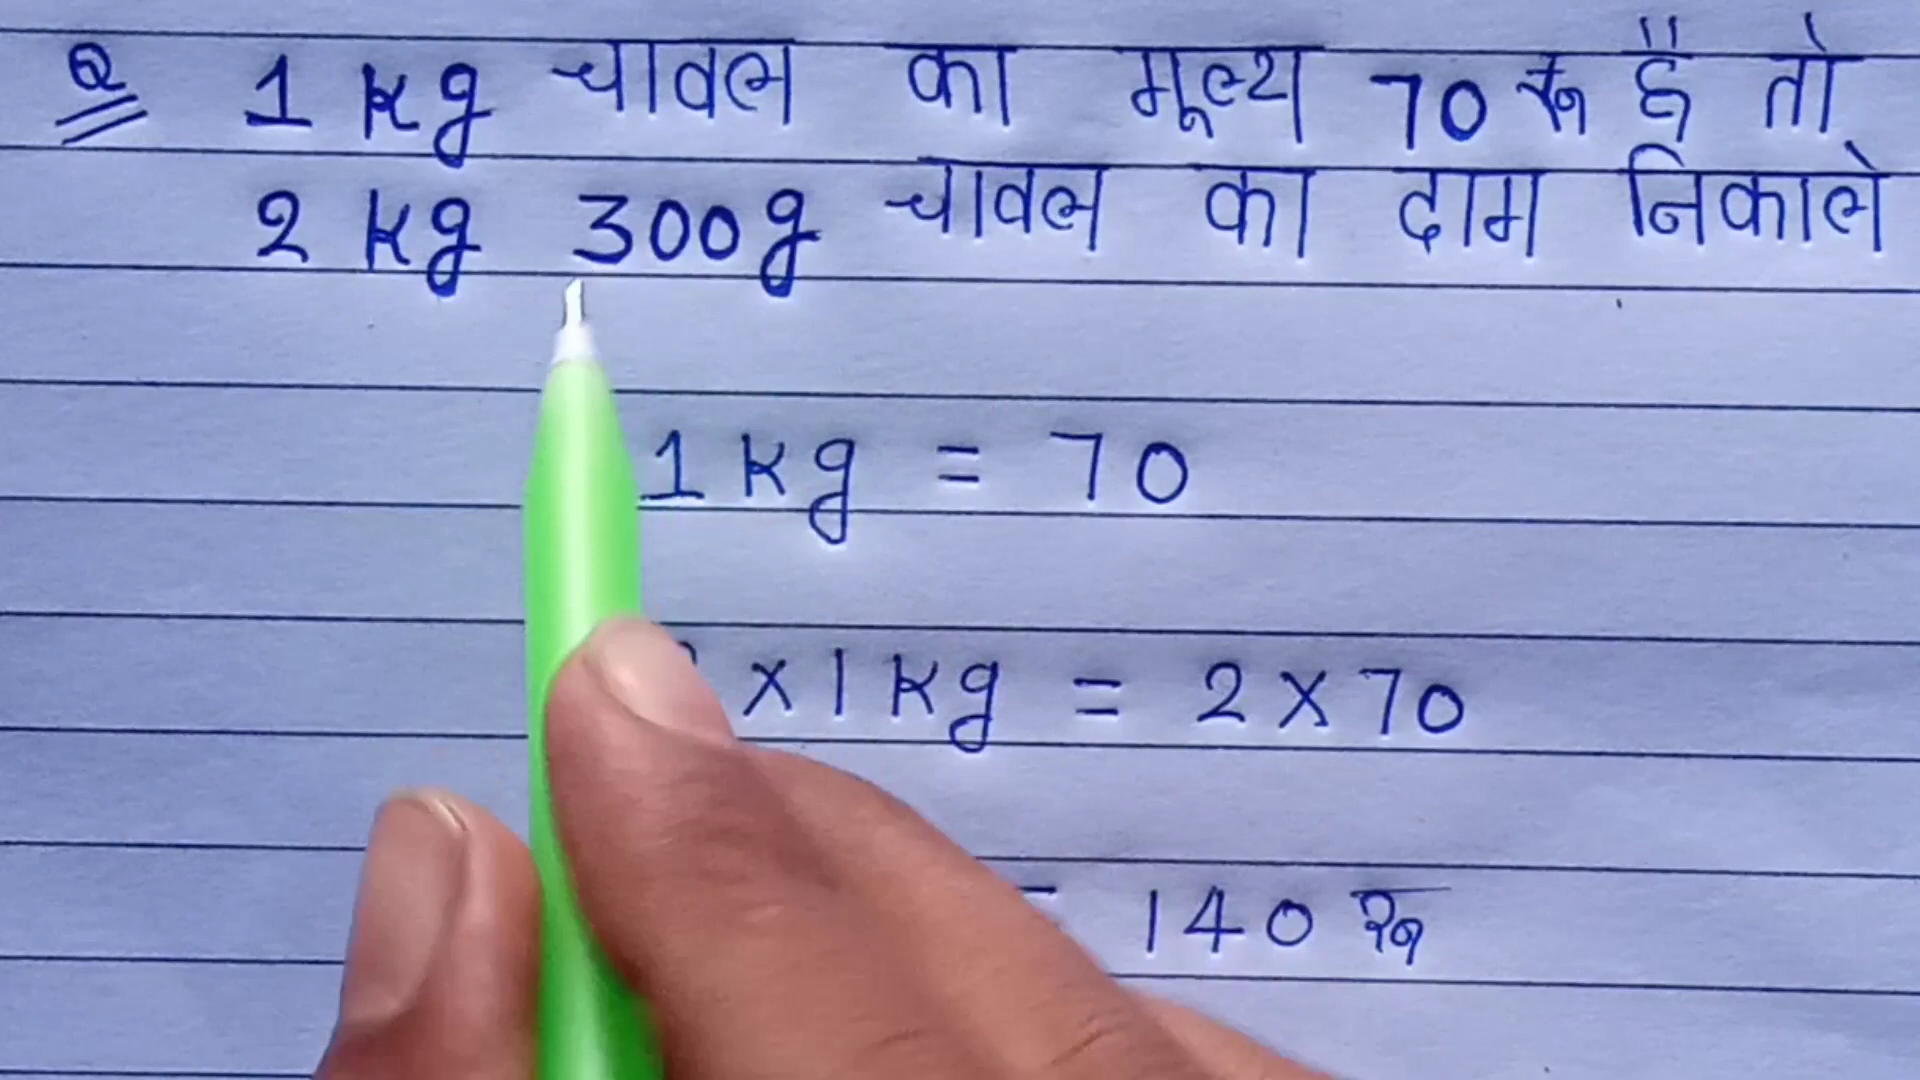 Q 1 kg चावल का मूल्य 70 रू है तो
2 kg 300g चावल का दाम निकाले
1 kg = 70
x 1 kg = 2 x 70
= 140 रू